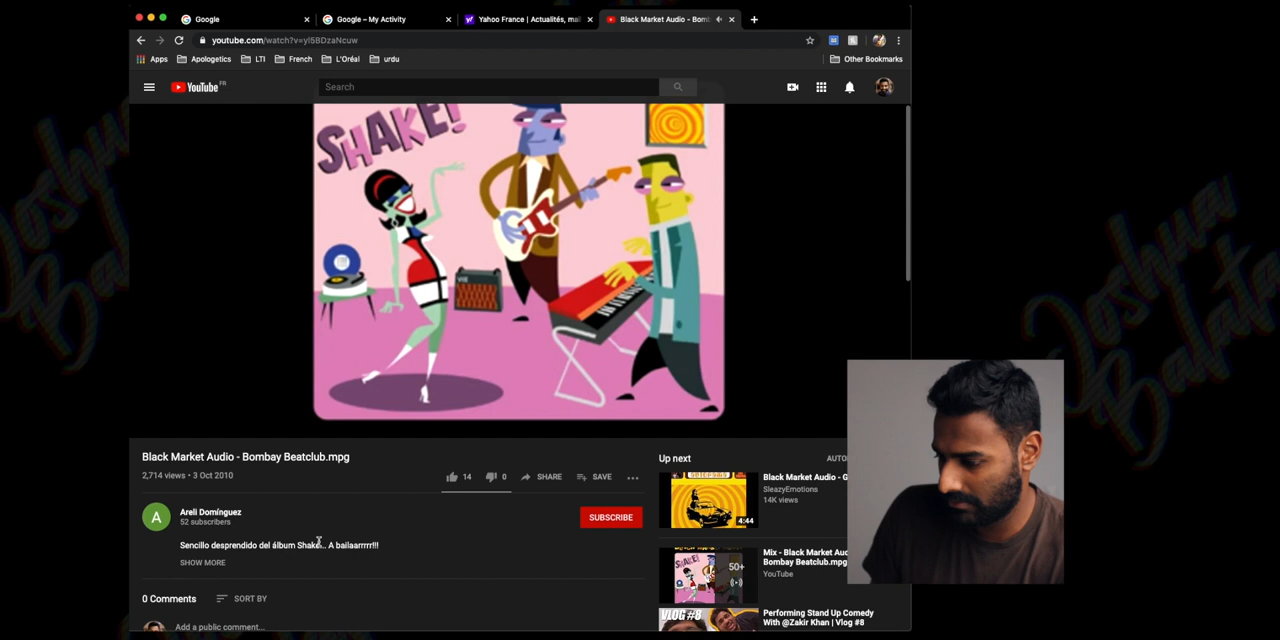 Google
Google – My Activity
Yahoo France | Actualités, mai
Black Market Audio - Bom
youtube.com/watch?v=yI5BDzaNcuw
Apps
Apologetics
LTI
French
L'Oréal
urdu
Other Bookmarks
YouTube FR
Search
SHAKE!
Black Market Audio - Bombay Beatclub.mpg
2,714 views • 3 Oct 2010
14
0
SHARE
SAVE
A
Areli Domínguez
52 subscribers
SUBSCRIBE
Sencillo desprendido del álbum Shake... A bailaarrrrr!!!
SHOW MORE
0 Comments
SORT BY
Add a public comment...
Up next
AUTO
Black Market Audio - G
SleazyEmotions
14K views
4:44
Mix - Black Market Aud
Bombay Beatclub.mpg
YouTube
50+
Performing Stand Up Comedy
With @Zakir Khan | Vlog #8
VLOG #8
Joshua